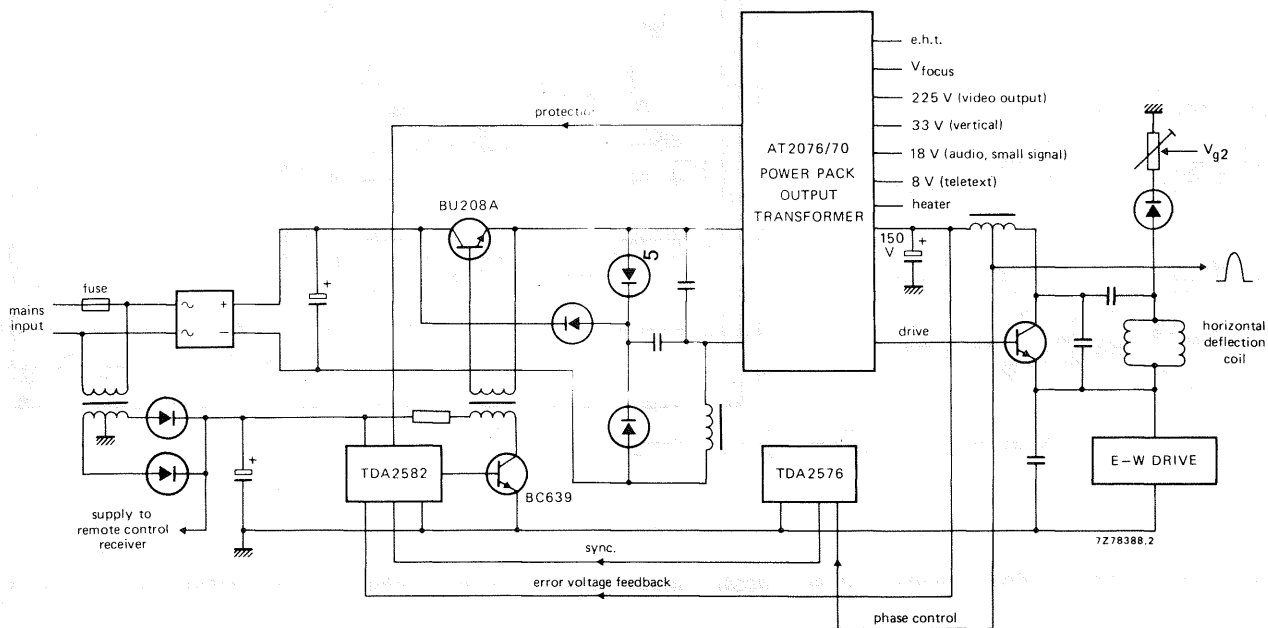 e.h.t.
Vfocus
225 V (video output)
33 V (vertical)
18 V (audio, small signal)
8 V (teletext)
heater
protection
AT2076/70
POWER PACK
OUTPUT
TRANSFORMER
Vg2
BU208A
150
V
+
5
fuse
mains
input
+
−
+
drive
horizontal
deflection
coil
+
TDA2582
BC639
TDA2576
E–W DRIVE
supply to
remote control
receiver
7Z78388.2
sync.
error voltage feedback
phase control